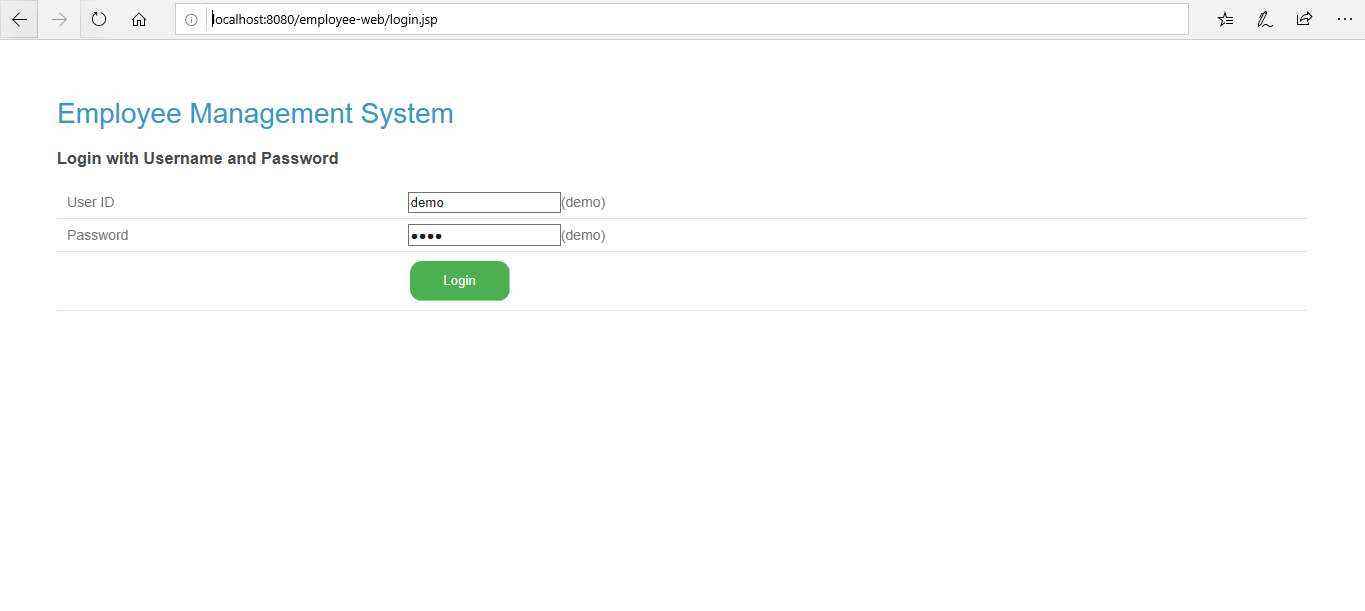 localhost:8080/employee-web/login.jsp
Employee Management System
Login with Username and Password
User ID demo (demo)
Password •••• (demo)
Login